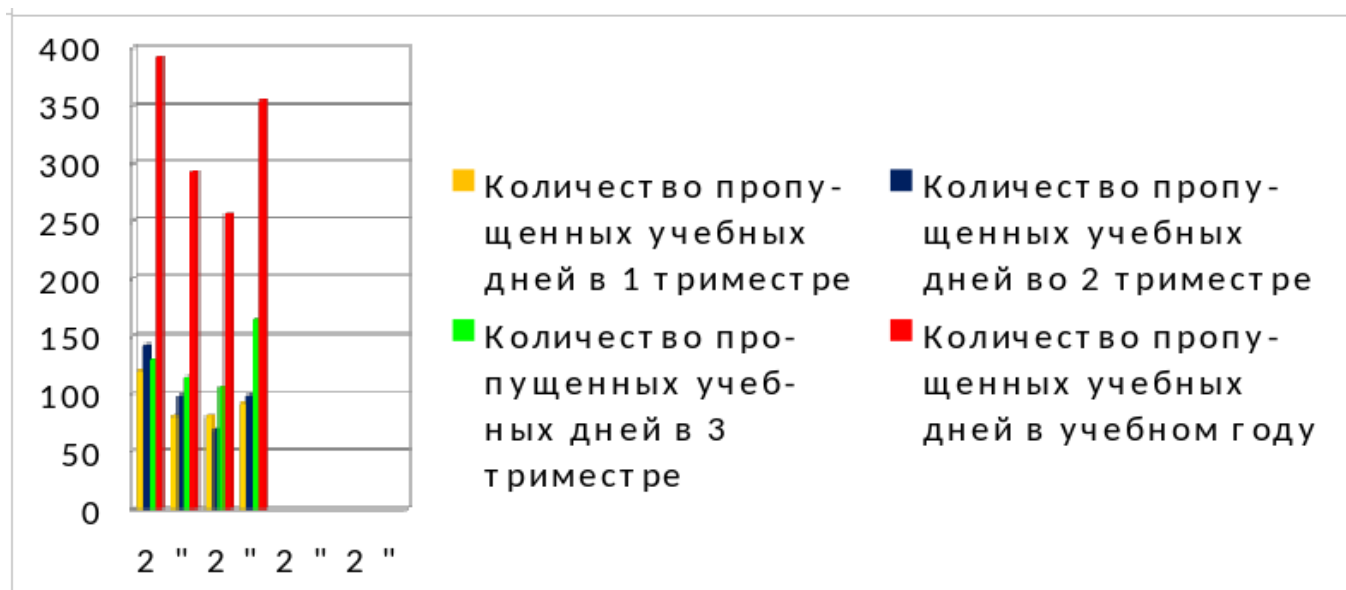 400
350
300
250
200
150
100
50
0
2 " 2 " 2 " 2 "
Количество пропу-
щенных учебных
дней в 1 триместре
Количество пропу-
щенных учебных
дней во 2 триместре
Количество про-
пущенных учеб-
ных дней в 3
триместре
Количество пропу-
щенных учебных
дней в учебном году